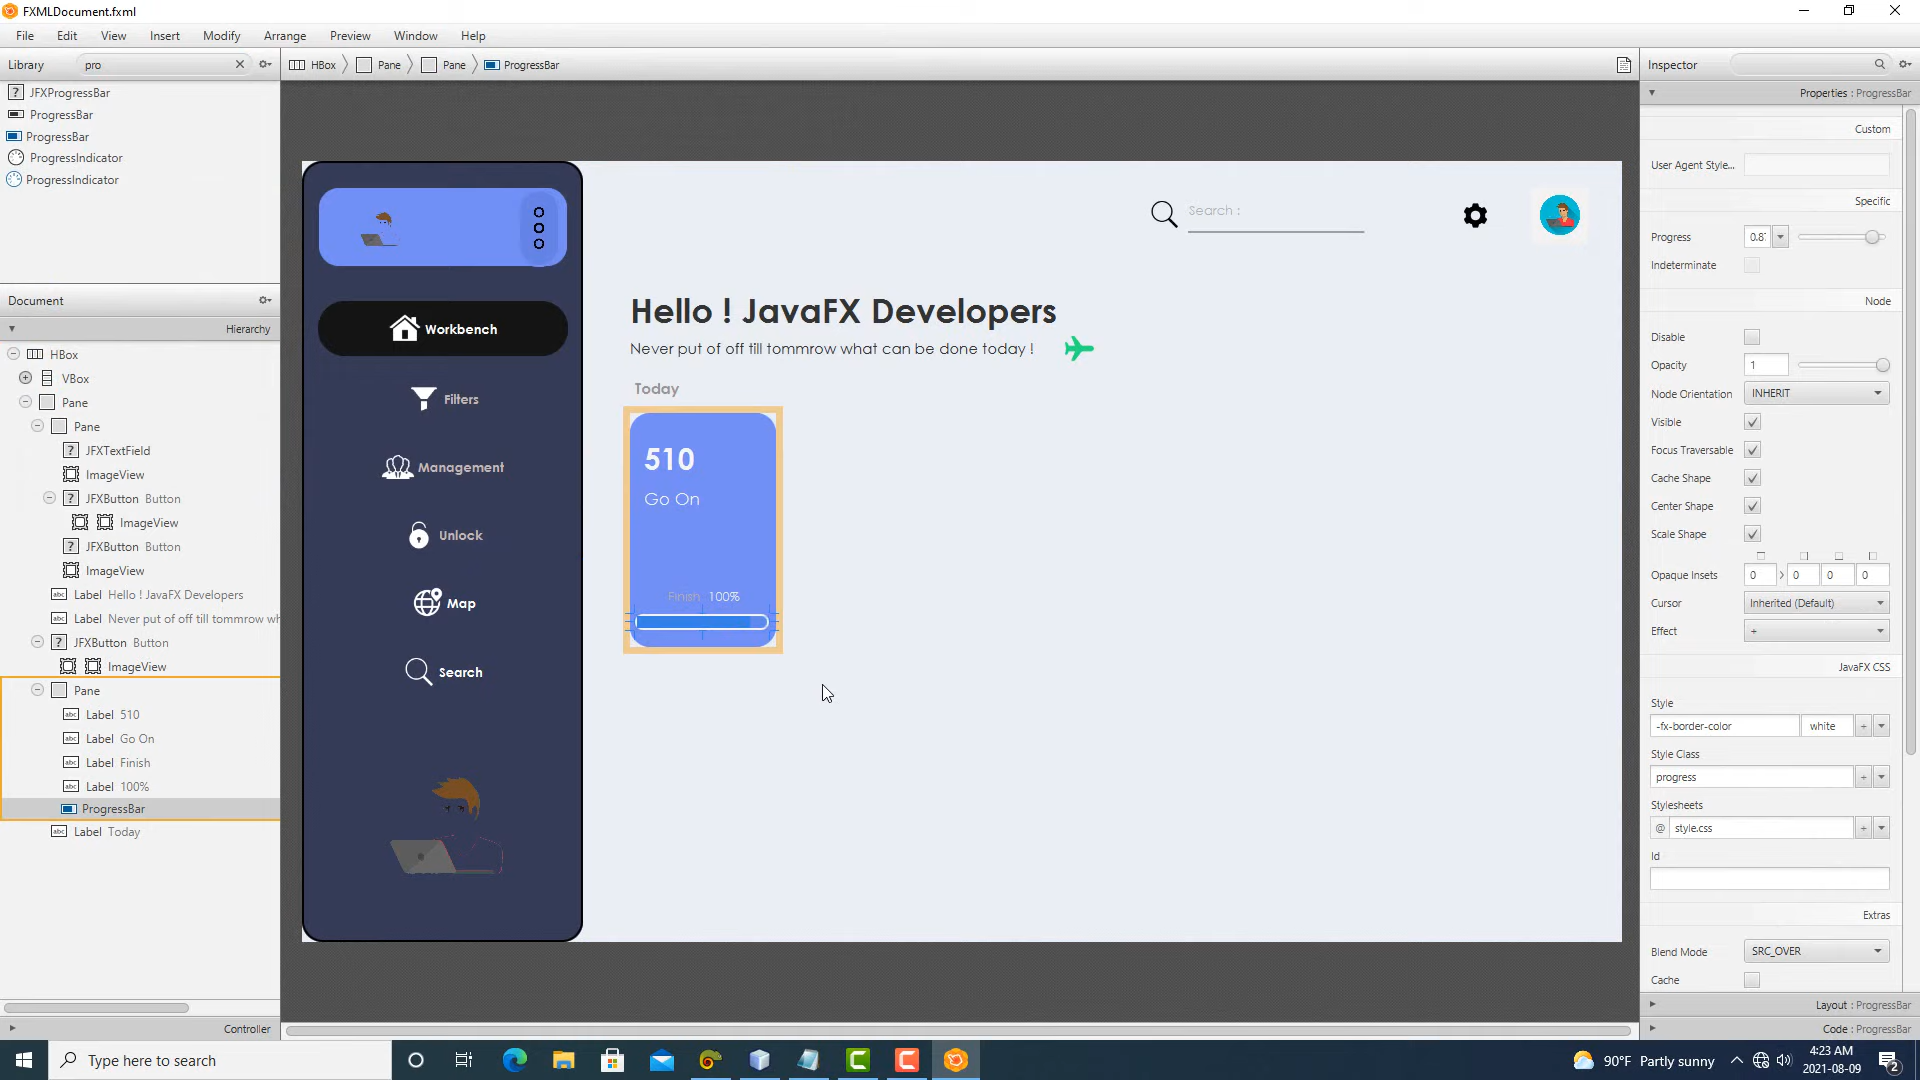 FXMLDocument.fxml
File Edit View Insert Modify Arrange Preview Window Help
Library pro
HBox Pane Pane ProgressBar
Inspector
JFXProgressBar
ProgressBar
ProgressBar
ProgressIndicator
ProgressIndicator
Document
Hierarchy
HBox
VBox
Pane
Pane
JFXTextField
ImageView
JFXButton Button
ImageView
JFXButton Button
ImageView
Label Hello ! JavaFX Developers
Label Never put of off till tommrow wh
JFXButton Button
ImageView
Pane
Label 510
Label Go On
Label Finish
Label 100%
ProgressBar
Label Today
Controller
Workbench
Filters
Management
Unlock
Map
Search
Search :
Hello ! JavaFX Developers
Never put of off till tommrow what can be done today !
Today
510
Go On
Finish 100%
Properties : ProgressBar
Custom
User Agent Style...
Specific
Progress 0.8
Indeterminate
Node
Disable
Opacity 1
Node Orientation INHERIT
Visible
Focus Traversable
Cache Shape
Center Shape
Scale Shape
Opaque Insets 0 0 0 0
Cursor Inherited (Default)
Effect +
JavaFX CSS
Style
-fx-border-color white +
Style Class
progress +
Stylesheets
@ style.css +
Id
Extras
Blend Mode SRC_OVER
Cache
Layout : ProgressBar
Code : ProgressBar
Type here to search
90°F Partly sunny
4:23 AM
2021-08-09
2